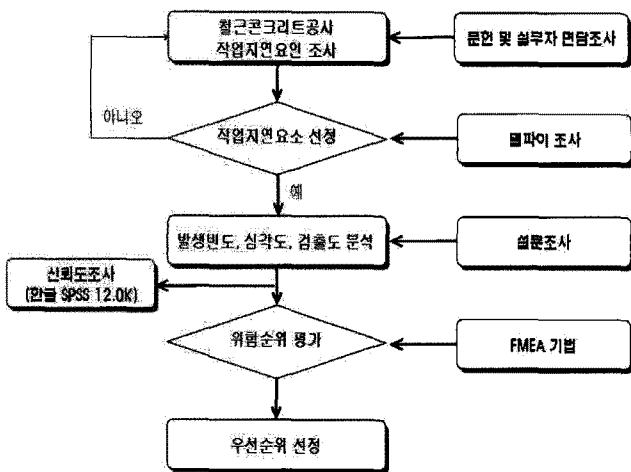 철근콘크리트공사
작업지연요인 조사
문헌 및 실무자 면담조사
아니오
작업지연요소 선정
델파이 조사
예
발생빈도, 심각도, 검출도 분석
설문조사
신뢰도조사
(한글 SPSS 12.0K)
위험순위 평가
FMEA 기법
우선순위 선정